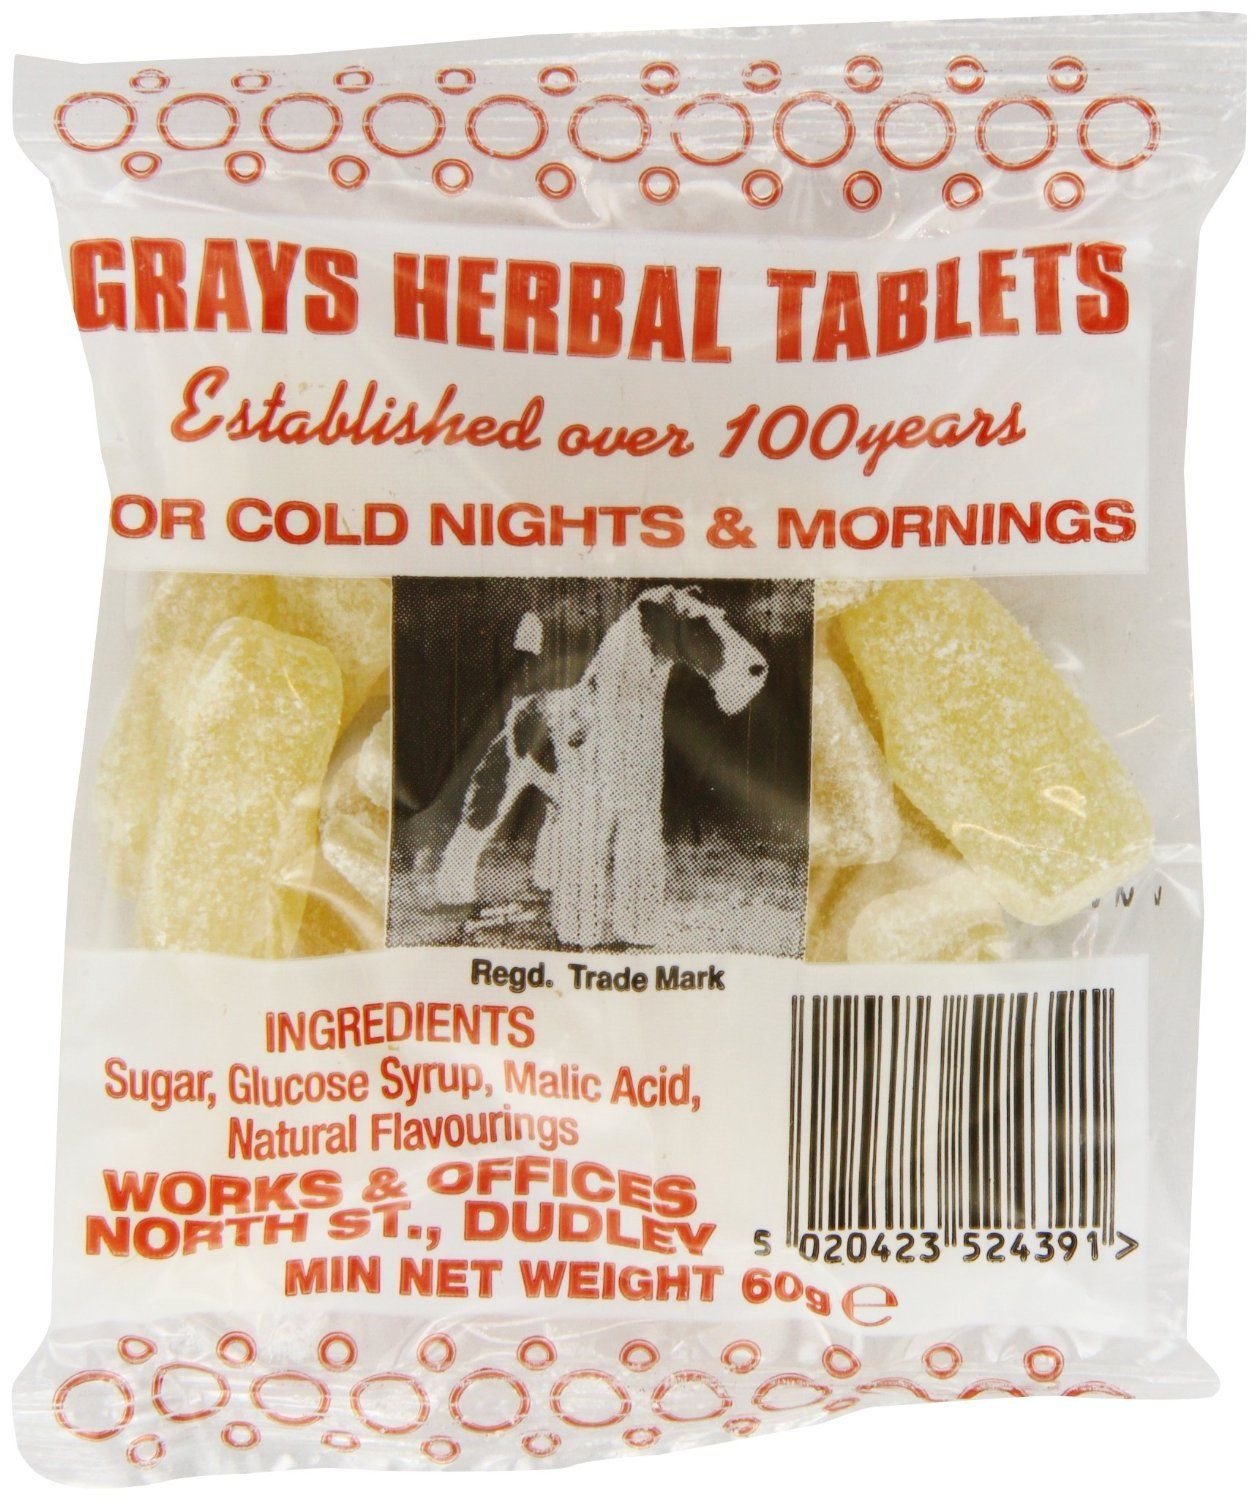 GRAYS HERBAL TABLETS
Established over 100years
OR COLD NIGHTS & MORNINGS
Regd. Trade Mark
INGREDIENTS
Sugar, Glucose Syrup, Malic Acid,
Natural Flavourings
WORKS & OFFICES
NORTH ST., DUDLEY
MIN NET WEIGHT 60g e
5 020423 524391 >